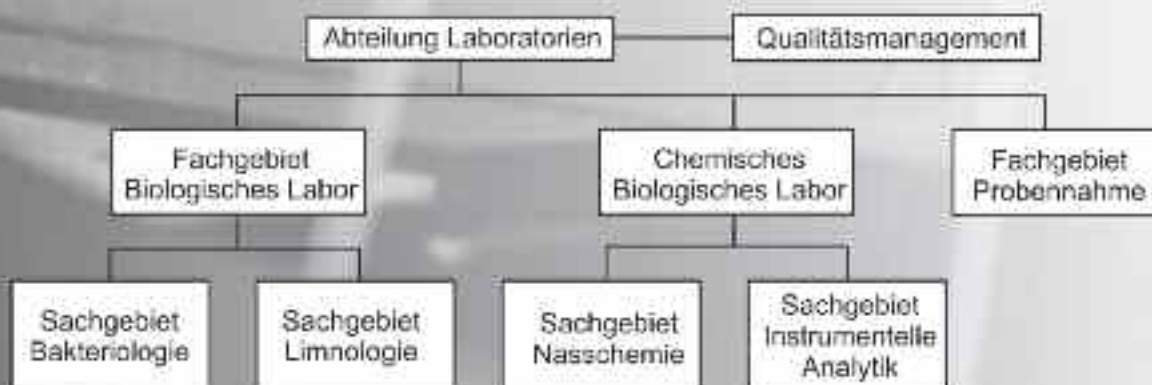 Abteilung Laboratorien
Qualitätsmanagement
Fachgebiet
Biologisches Labor
Chemisches
Biologisches Labor
Fachgebiet
Probennahme
Sachgebiet
Bakteriologie
Sachgebiet
Limnologie
Sachgebiet
Nasschemie
Sachgebiet
Instrumentelle
Analytik